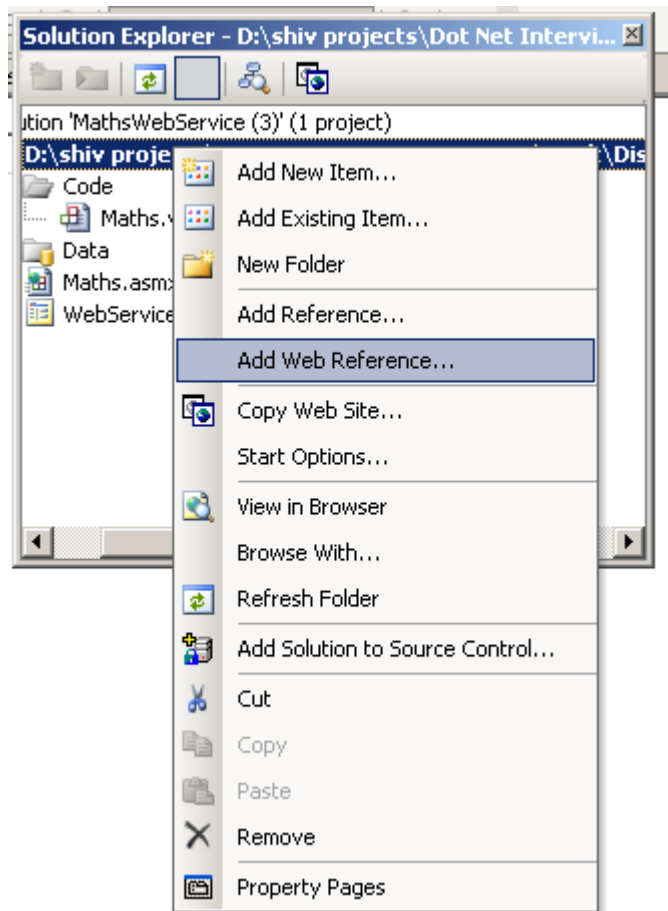 Solution Explorer - D:\shiv projects\Dot Net Intervi...
ution 'MathsWebService (3)' (1 project)
D:\shiv proje \Dis
Code
Maths.
Data
Maths.asm
WebService
Add New Item...
Add Existing Item...
New Folder
Add Reference...
Add Web Reference...
Copy Web Site...
Start Options...
View in Browser
Browse With...
Refresh Folder
Add Solution to Source Control...
Cut
Copy
Paste
Remove
Property Pages